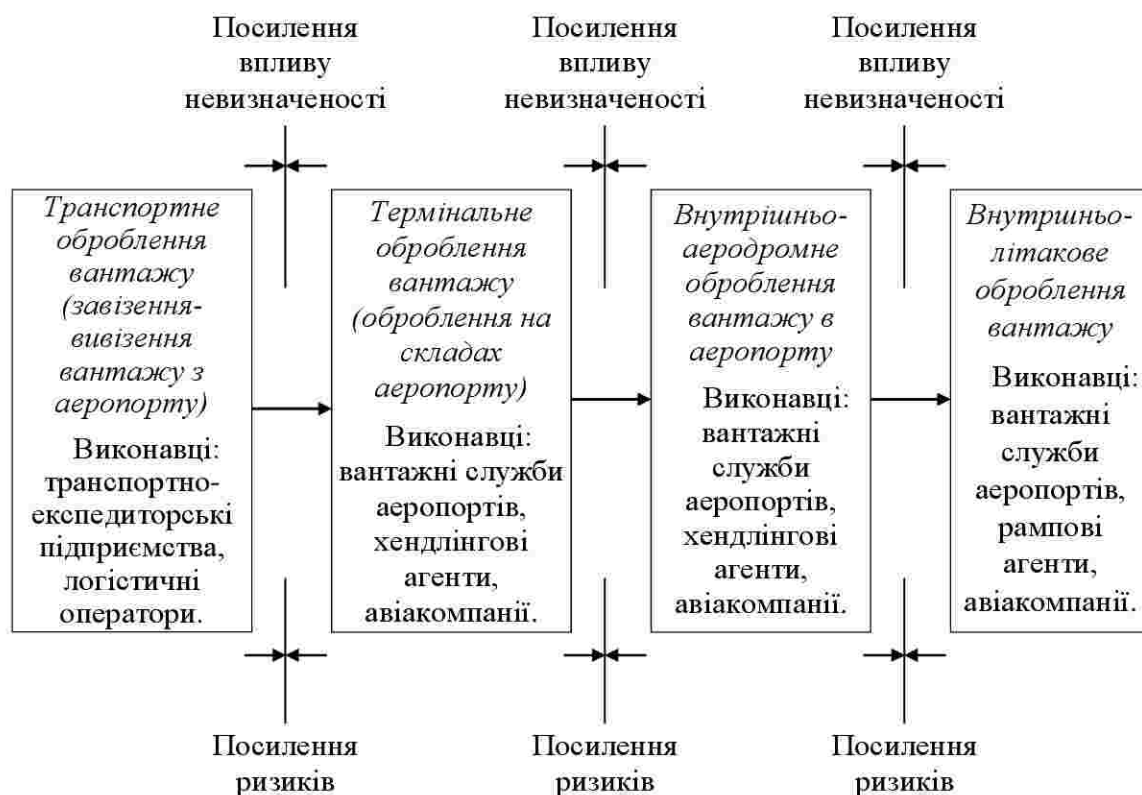 Посилення
впливу
невизначеності
Посилення
впливу
невизначеності
Посилення
впливу
невизначеності
Транспортне
оброблення
вантажу
(завізення-
вивізення
вантажу з
аеропорту)
Виконавці:
транспортно-
експедиторські
підприємства,
логістичні
оператори.
Термінальне
оброблення
вантажу
(оброблення на
складах
аеропорту)
Виконавці:
вантажні служби
аеропортів,
хендлінгові
агенти,
авіакомпанії.
Внутрішньо-
аеродромне
оброблення
вантажу в
аеропорту
Виконавці:
вантажні
служби
аеропортів,
хендлінгові
агенти,
авіакомпанії.
Внутршньо-
літакове
оброблення
вантажу
Виконавці:
вантажні
служби
аеропортів,
рампові
агенти,
авіакомпанії.
Посилення
ризиків
Посилення
ризиків
Посилення
ризиків